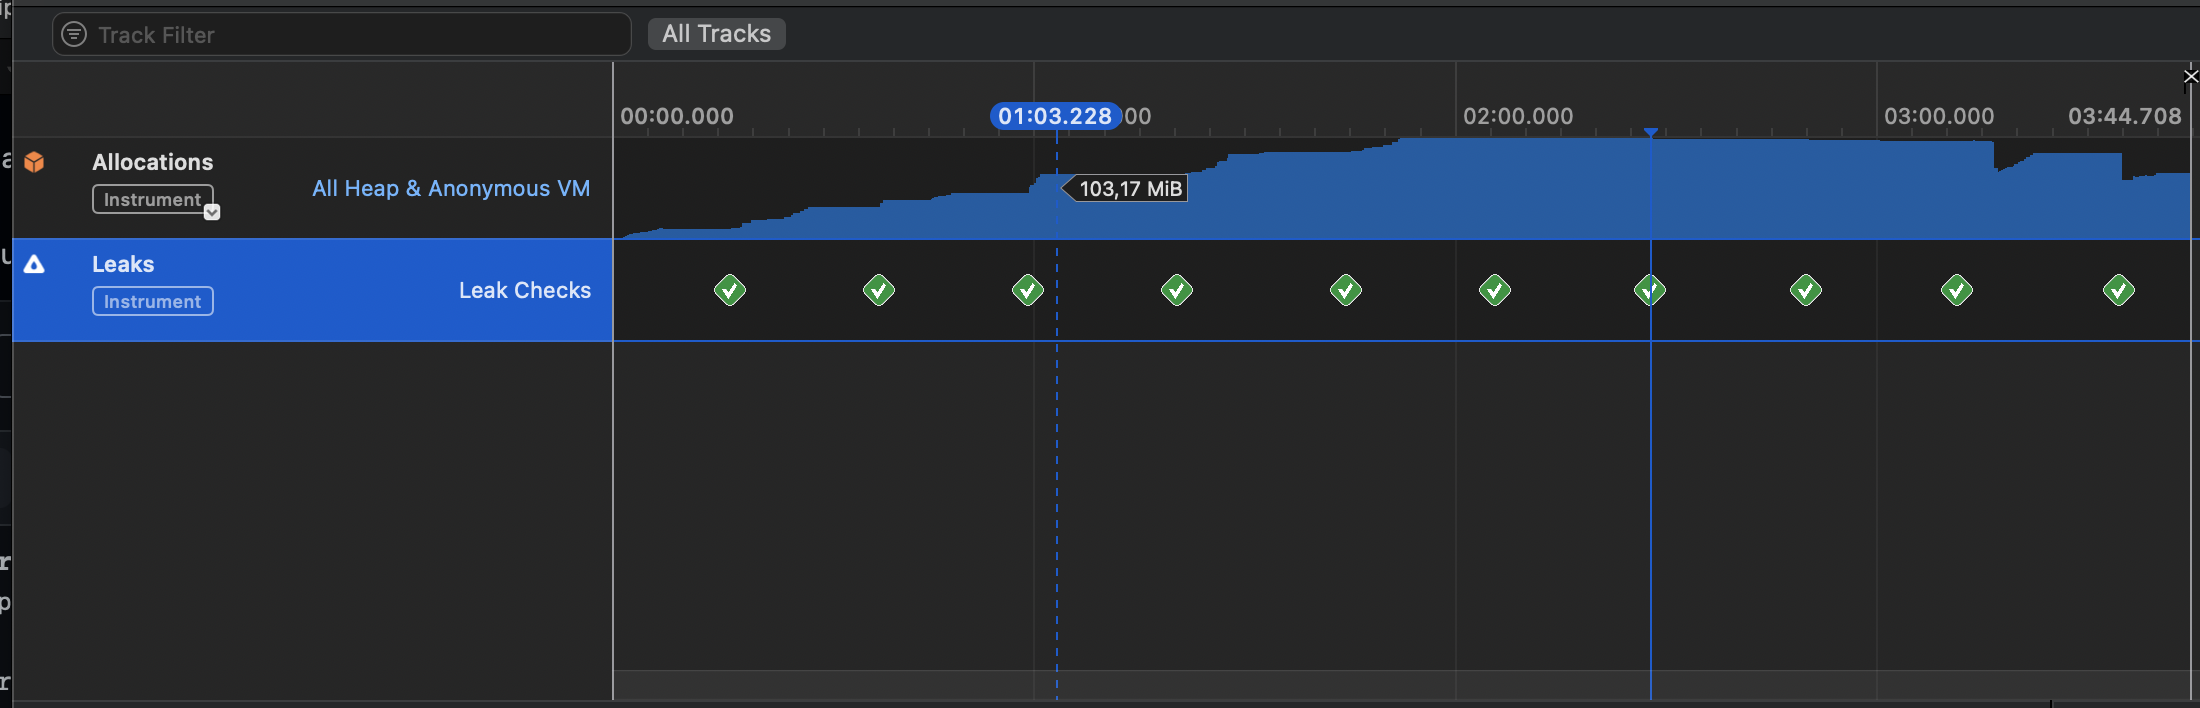 Track Filter
All Tracks
00:00.000
01:03.228
00
02:00.000
03:00.000
03:44.708
Allocations
Instrument
All Heap & Anonymous VM
103,17 MiB
Leaks
Instrument
Leak Checks